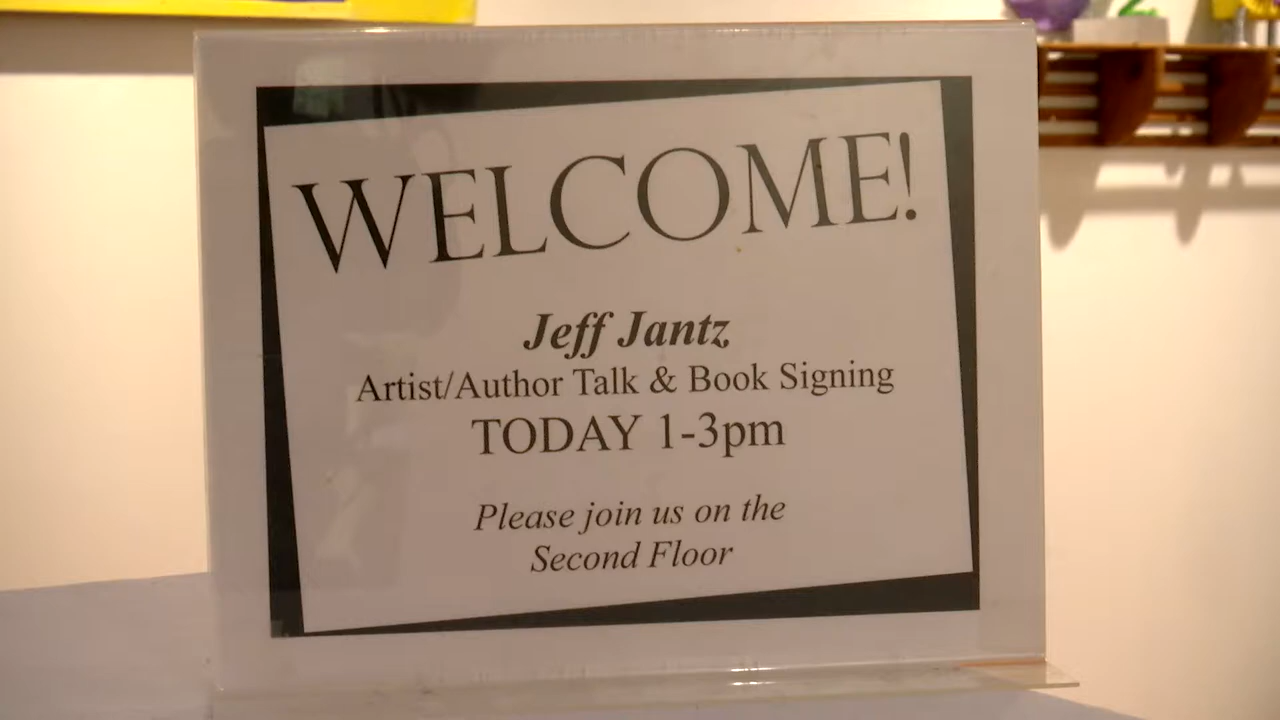 WELCOME!
Jeff Jantz
Artist/Author Talk & Book Signing
TODAY 1-3pm
Please join us on the
Second Floor